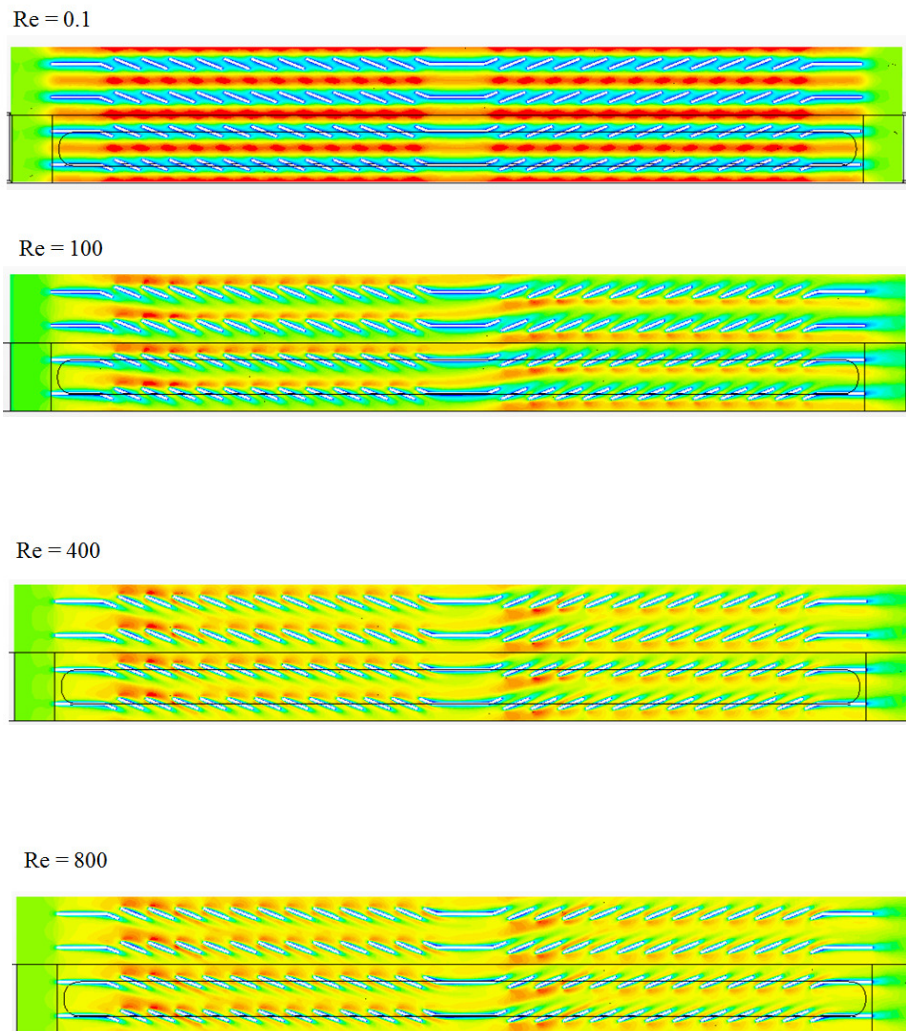 Re = 0.1
Re = 100
Re = 400
Re = 800